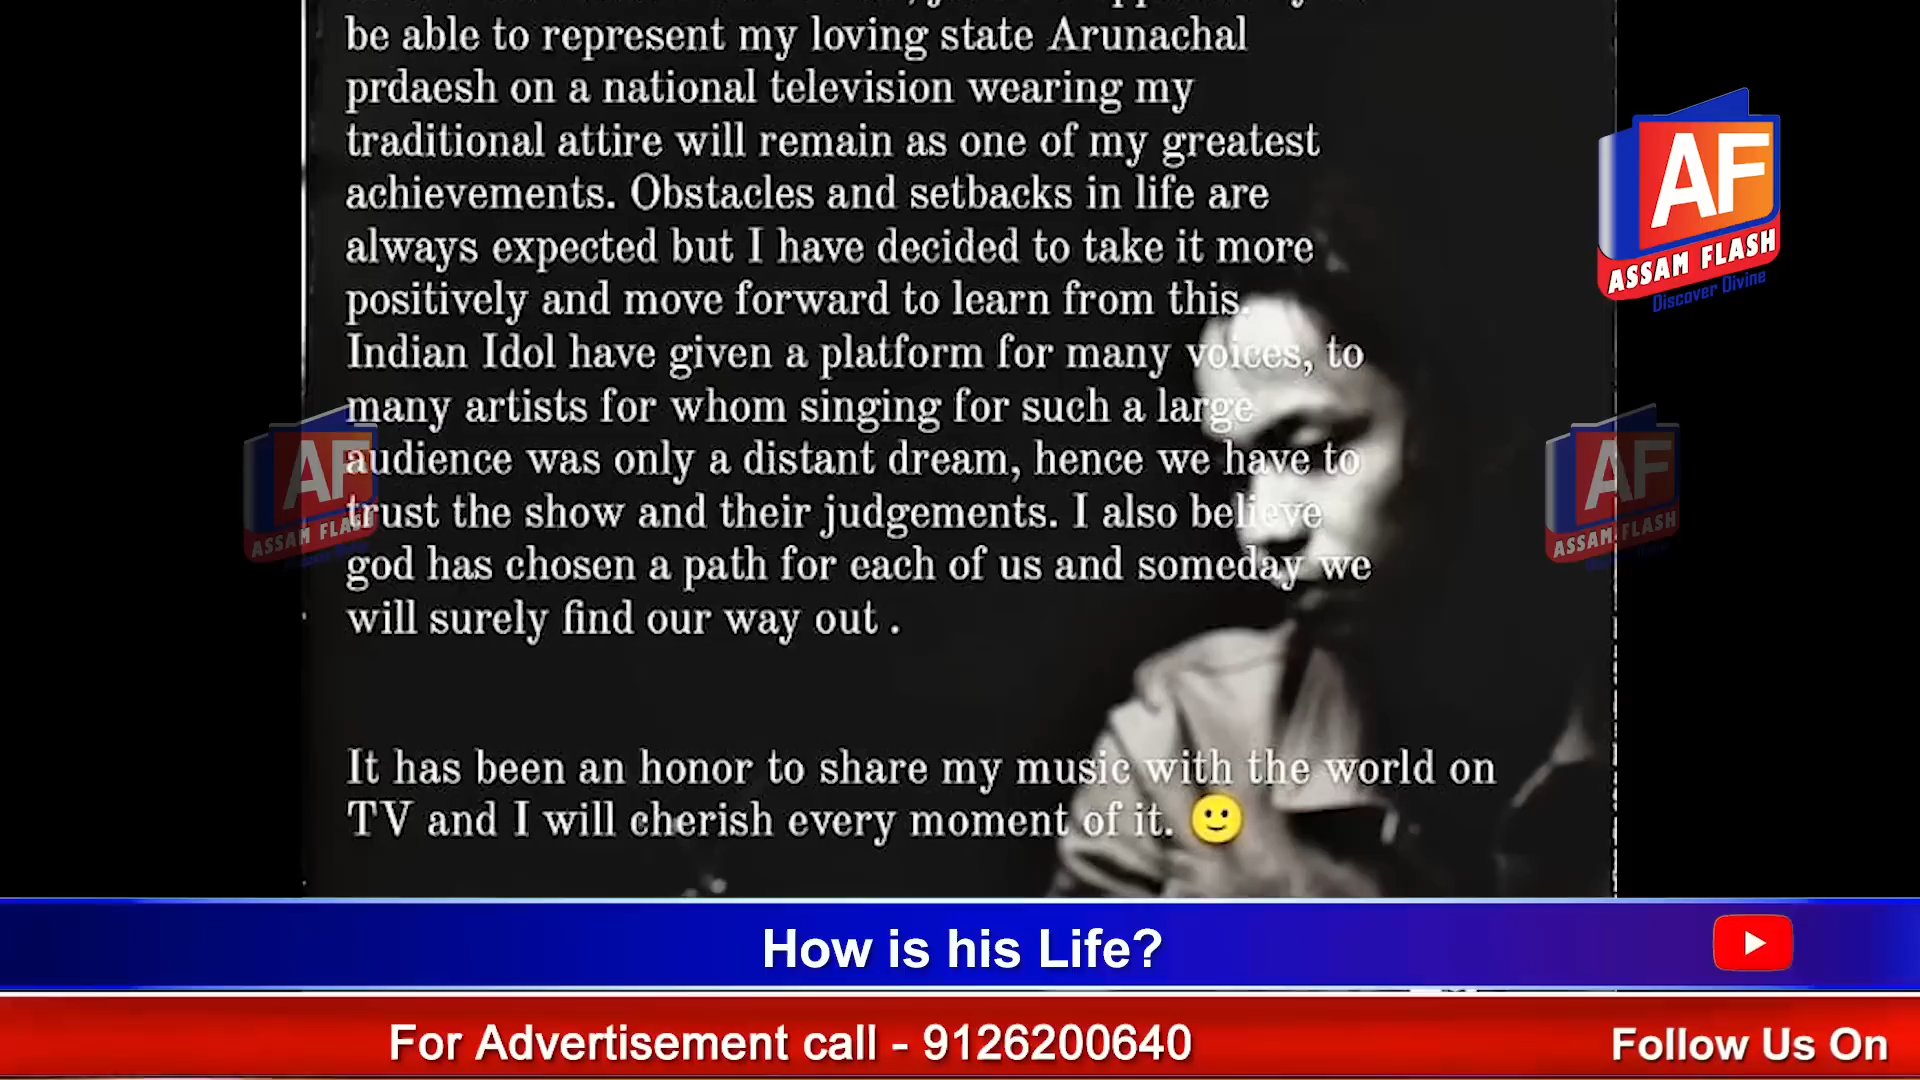 be able to represent my loving state Arunachal
prdaesh on a national television wearing my
traditional attire will remain as one of my greatest
achievements. Obstacles and setbacks in life are
always expected but I have decided to take it more
positively and move forward to learn from this.
Indian Idol have given a platform for many voices, to
many artists for whom singing for such a large
audience was only a distant dream, hence we have to
trust the show and their judgements. I also believe
god has chosen a path for each of us and someday we
will surely find our way out .
It has been an honor to share my music with the world on
TV and I will cherish every moment of it. 🙂
AF
ASSAM FLASH
Discover Divine
AF
ASSAM FLASH
AF
ASSAM FLASH
How is his Life?
For Advertisement call - 9126200640
Follow Us On